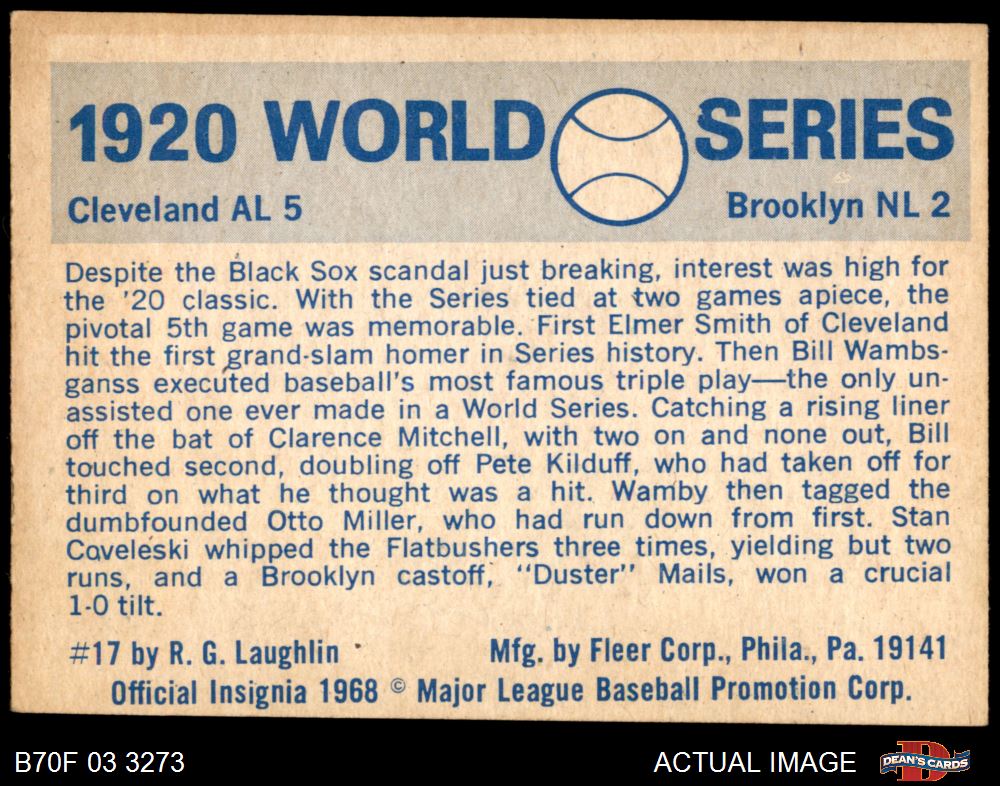 1920 WORLD SERIES
Cleveland AL 5 Brooklyn NL 2
Despite the Black Sox scandal just breaking, interest was high for
the '20 classic. With the Series tied at two games apiece, the
pivotal 5th game was memorable. First Elmer Smith of Cleveland
hit the first grand-slam homer in Series history. Then Bill Wambs-
ganss executed baseball's most famous triple play—the only un-
assisted one ever made in a World Series. Catching a rising liner
off the bat of Clarence Mitchell, with two on and none out, Bill
touched second, doubling off Pete Kilduff, who had taken off for
third on what he thought was a hit. Wamby then tagged the
dumbfounded Otto Miller, who had run down from first. Stan
Coveleski whipped the Flatbushers three times, yielding but two
runs, and a Brooklyn castoff, "Duster" Mails, won a crucial
1-0 tilt.
#17 by R. G. Laughlin Mfg. by Fleer Corp., Phila., Pa. 19141
Official Insignia 1968 © Major League Baseball Promotion Corp.
B70F 03 3273 ACTUAL IMAGE D DEAN'S CARDS